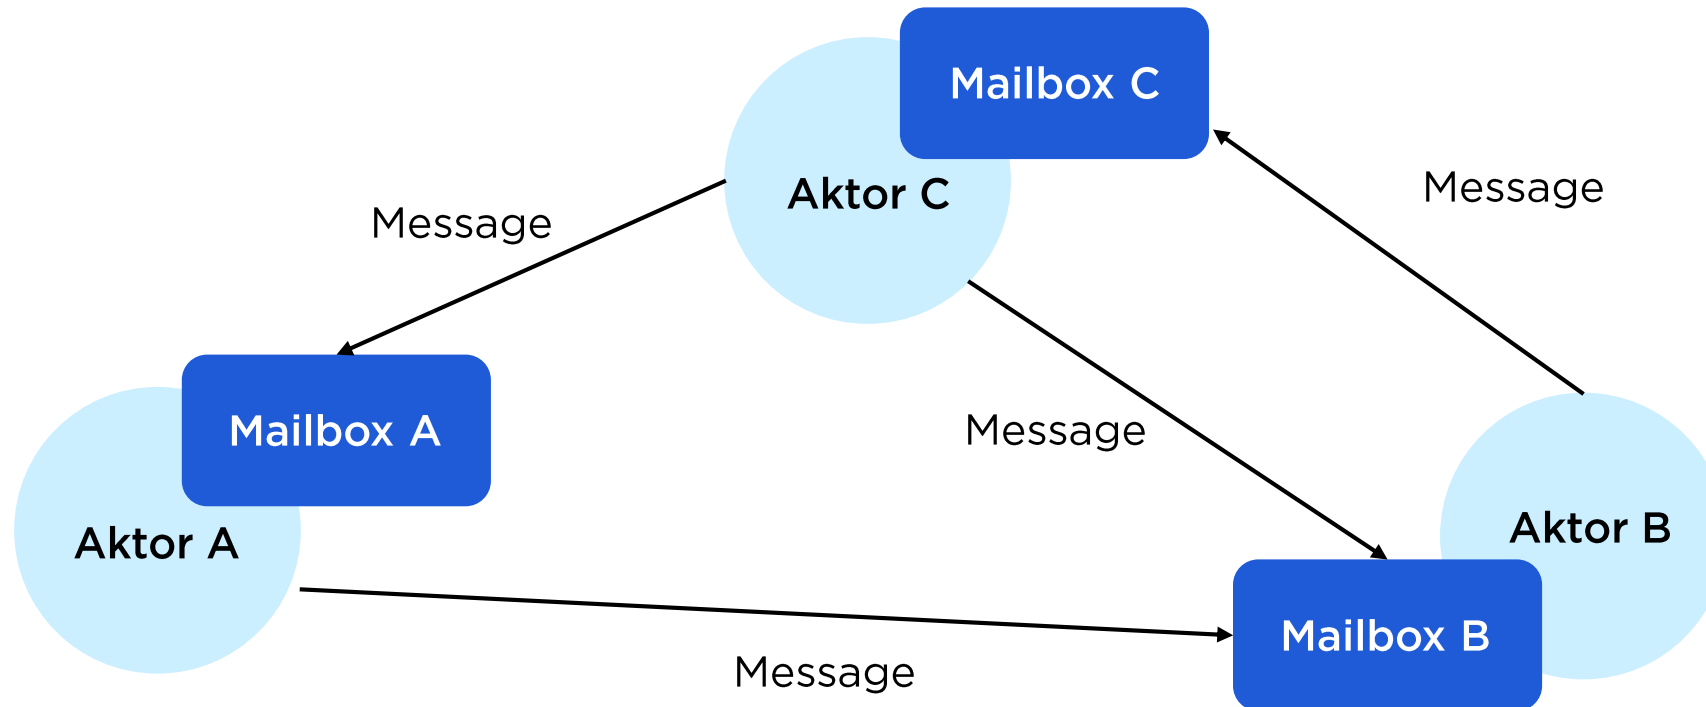 Mailbox C
Aktor C
Message
Message
Mailbox A
Message
Aktor A
Aktor B
Mailbox B
Message